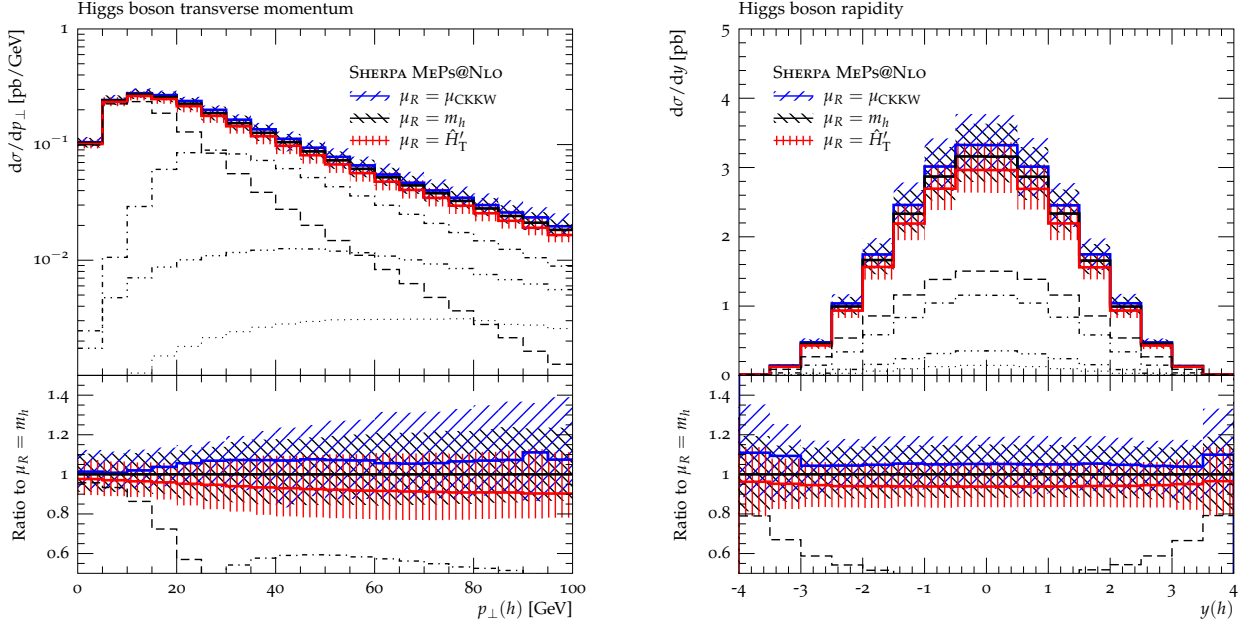 Higgs boson transverse momentum
dσ/dp⊥ [pb/GeV]
1
10⁻¹
10⁻²
SHERPA MEPS@NLO
μR = μCKKW
μR = mh
μR = Ĥ′T
Ratio to μR = mh
1.4
1.2
1
0.8
0.6
0 20 40 60 80 100
p⊥(h) [GeV]
Higgs boson rapidity
dσ/dy [pb]
5
4
3
2
1
0
SHERPA MEPS@NLO
μR = μCKKW
μR = mh
μR = Ĥ′T
Ratio to μR = mh
1.4
1.2
1
0.8
0.6
-4 -3 -2 -1 0 1 2 3 4
y(h)